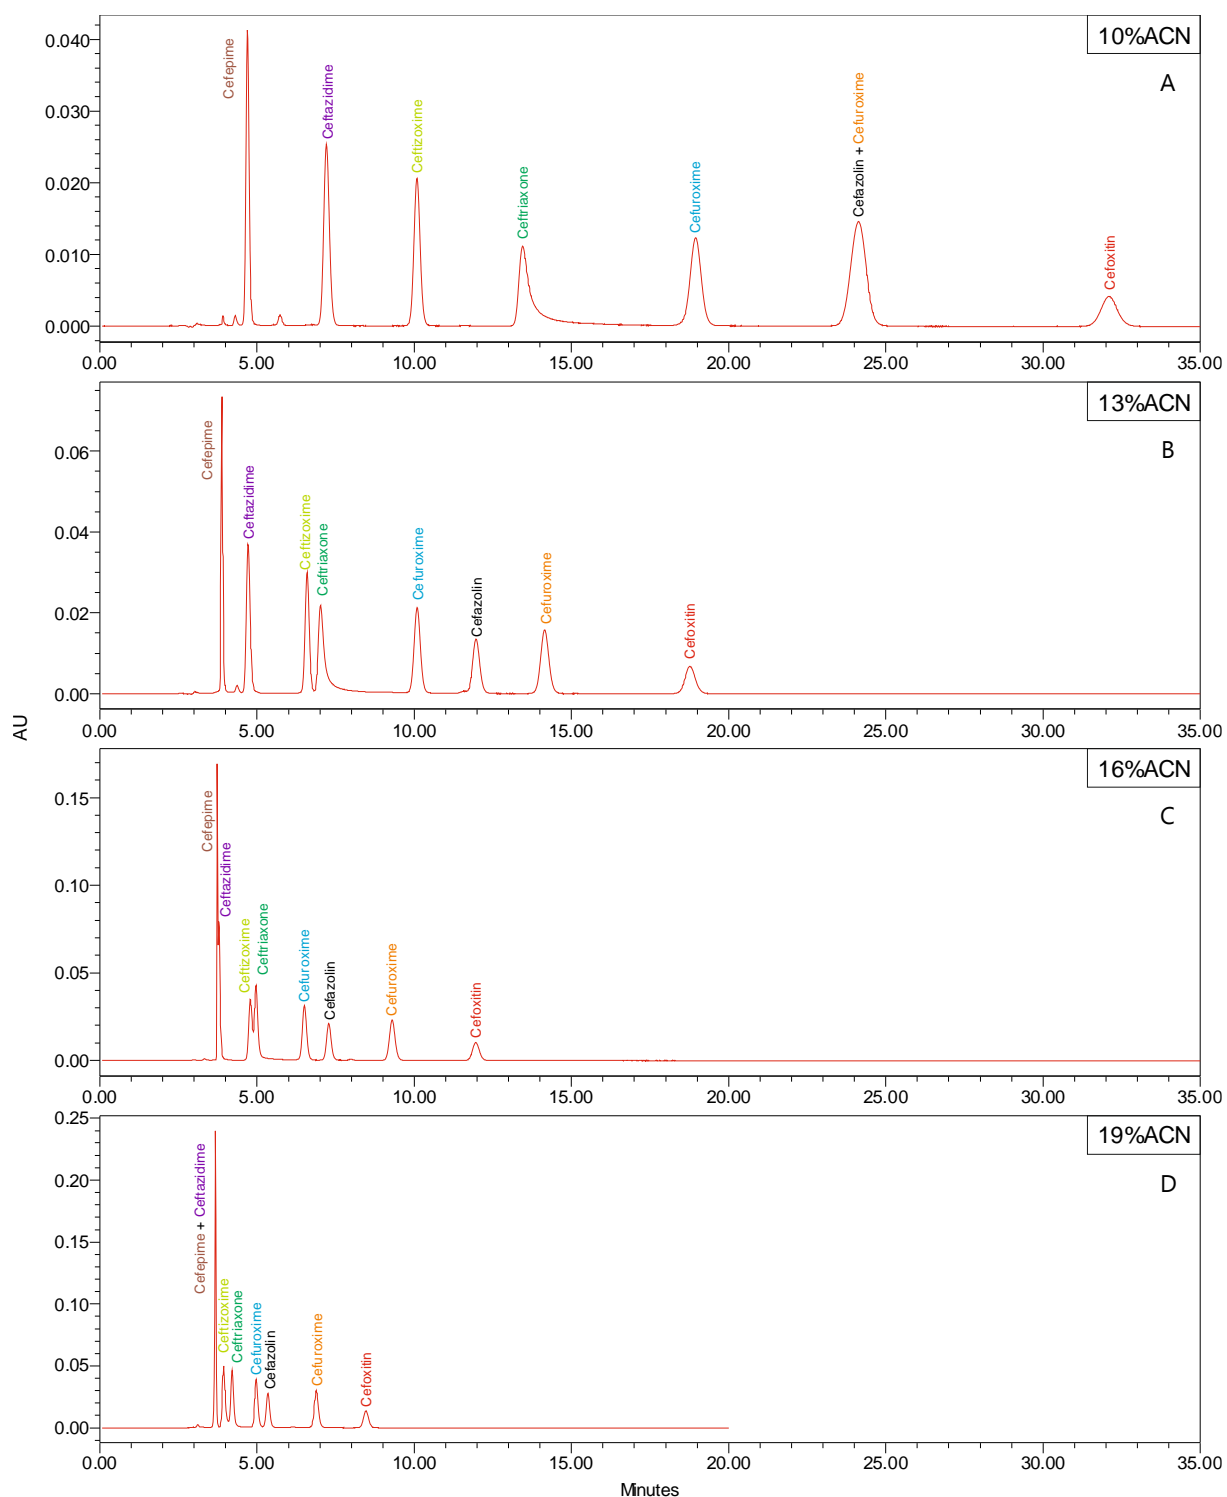 10%ACN
A
0.040
0.030
0.020
0.010
0.000
Cefepime
Ceftazidime
Ceftizoxime
Ceftriaxone
Cefuroxime
Cefazolin + Cefuroxime
Cefoxitin
0.00 5.00 10.00 15.00 20.00 25.00 30.00 35.00
13%ACN
B
0.06
0.04
0.02
0.00
Cefepime
Ceftazidime
Ceftizoxime
Ceftriaxone
Cefuroxime
Cefazolin
Cefuroxime
Cefoxitin
0.00 5.00 10.00 15.00 20.00 25.00 30.00 35.00
AU
16%ACN
C
0.15
0.10
0.05
0.00
Cefepime
Ceftazidime
Ceftizoxime
Ceftriaxone
Cefuroxime
Cefazolin
Cefuroxime
Cefoxitin
0.00 5.00 10.00 15.00 20.00 25.00 30.00 35.00
19%ACN
D
0.25
0.20
0.15
0.10
0.05
0.00
Cefepime + Ceftazidime
Ceftizoxime
Ceftriaxone
Cefuroxime
Cefazolin
Cefuroxime
Cefoxitin
0.00 5.00 10.00 15.00 20.00 25.00 30.00 35.00
Minutes